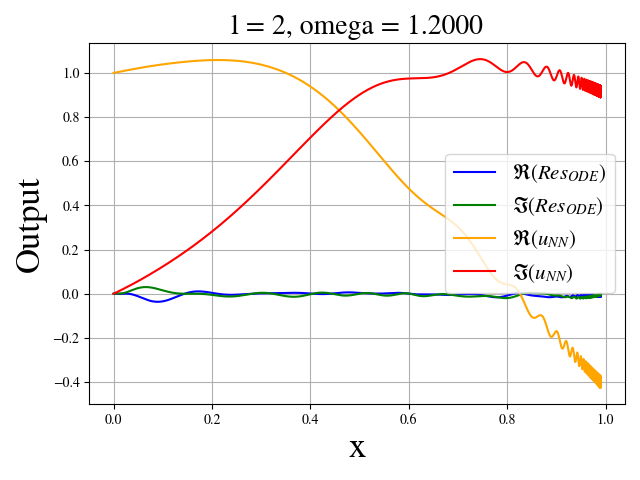 l = 2, omega = 1.2000
Output
1.0
0.8
0.6
0.4
0.2
0.0
−0.2
−0.4
ℜ(Res_ODE)
ℑ(Res_ODE)
ℜ(u_NN)
ℑ(u_NN)
0.0 0.2 0.4 0.6 0.8 1.0
x